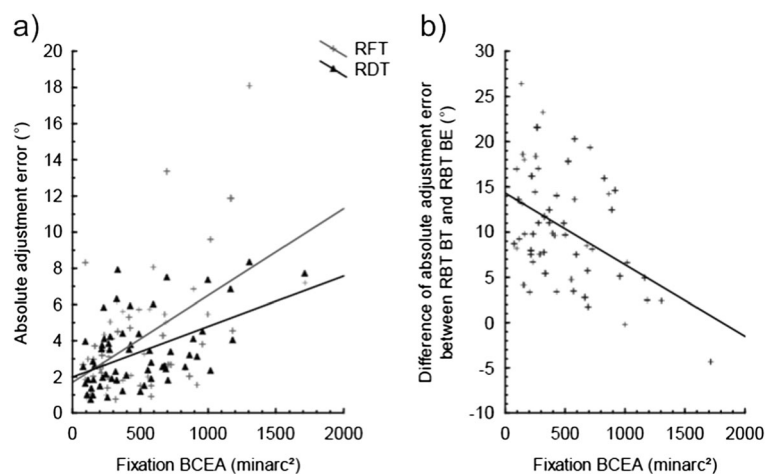 a)
RFT
RDT
Absolute adjustment error (°)
20
18
16
14
12
10
8
6
4
2
0
0 500 1000 1500 2000
Fixation BCEA (minarc²)
b)
Difference of absolute adjustment error
between RBT BT and RBT BE (°)
30
25
20
15
10
5
0
-5
-10
0 500 1000 1500 2000
Fixation BCEA (minarc²)